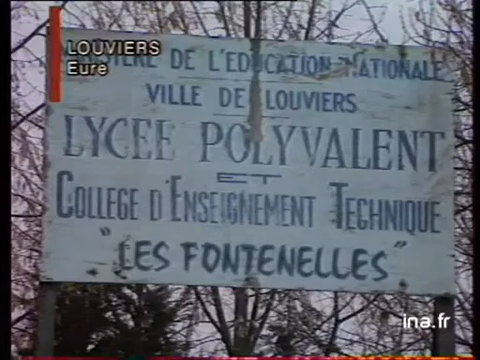 LOUVIERS
Eure
DE L'EDUCATION NATIONALE
VILLE DE LOUVIERS
LYCEE POLYVALENT
ET
COLLEGE D'ENSEIGNEMENT TECHNIQUE
"LES FONTENELLES"
ina.fr